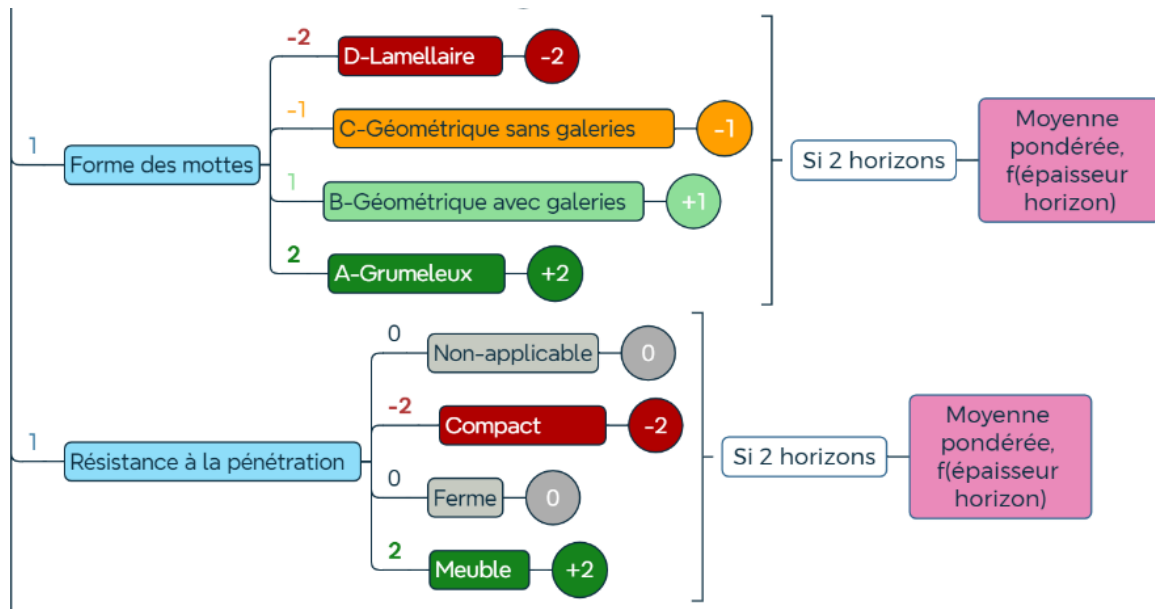 -2
D-Lamellaire
-2
-1
C-Géométrique sans galeries
-1
1
Forme des mottes
Si 2 horizons
Moyenne
pondérée,
f(épaisseur
horizon)
1
B-Géométrique avec galeries
+1
2
A-Grumeleux
+2
0
Non-applicable
0
-2
Compact
-2
1
Résistance à la pénétration
Si 2 horizons
Moyenne
pondérée,
f(épaisseur
horizon)
0
Ferme
0
2
Meuble
+2